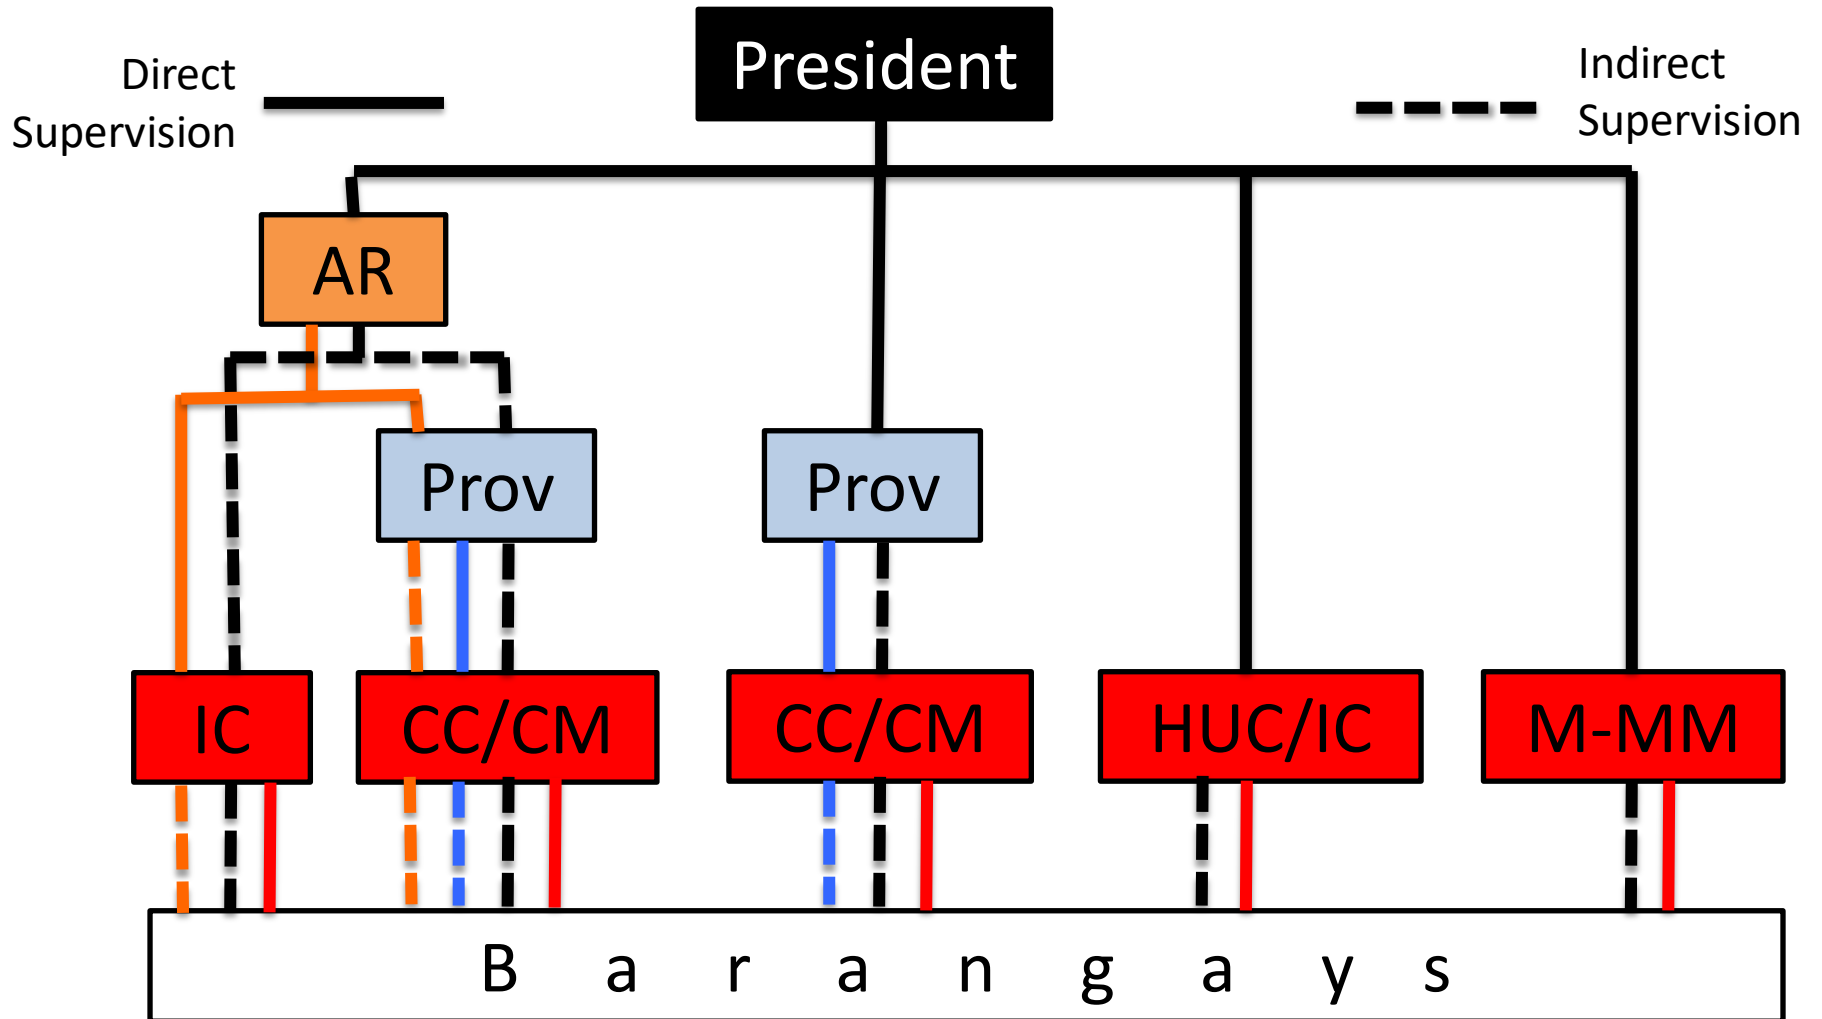 President
Direct
Supervision
Indirect
Supervision
AR
Prov
Prov
IC
CC/CM
CC/CM
HUC/IC
M-MM
B a r a n g a y s